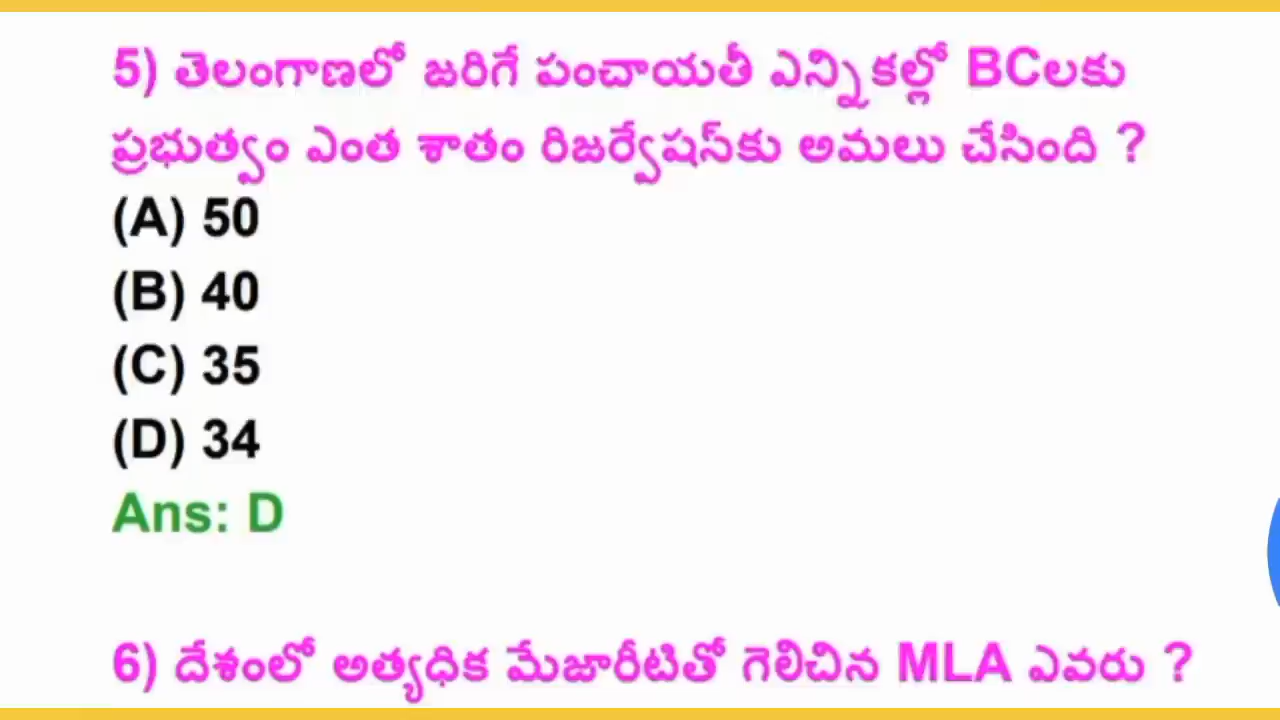 5) తెలంగాణలో జరిగే పంచాయతీ ఎన్నికల్లో BCలకు
ప్రభుత్వం ఎంత శాతం రిజర్వేషన్‌కు అమలు చేసింది ?
(A) 50
(B) 40
(C) 35
(D) 34
Ans: D
6) దేశంలో అత్యధిక మేజారీటితో గెలిచిన MLA ఎవరు ?